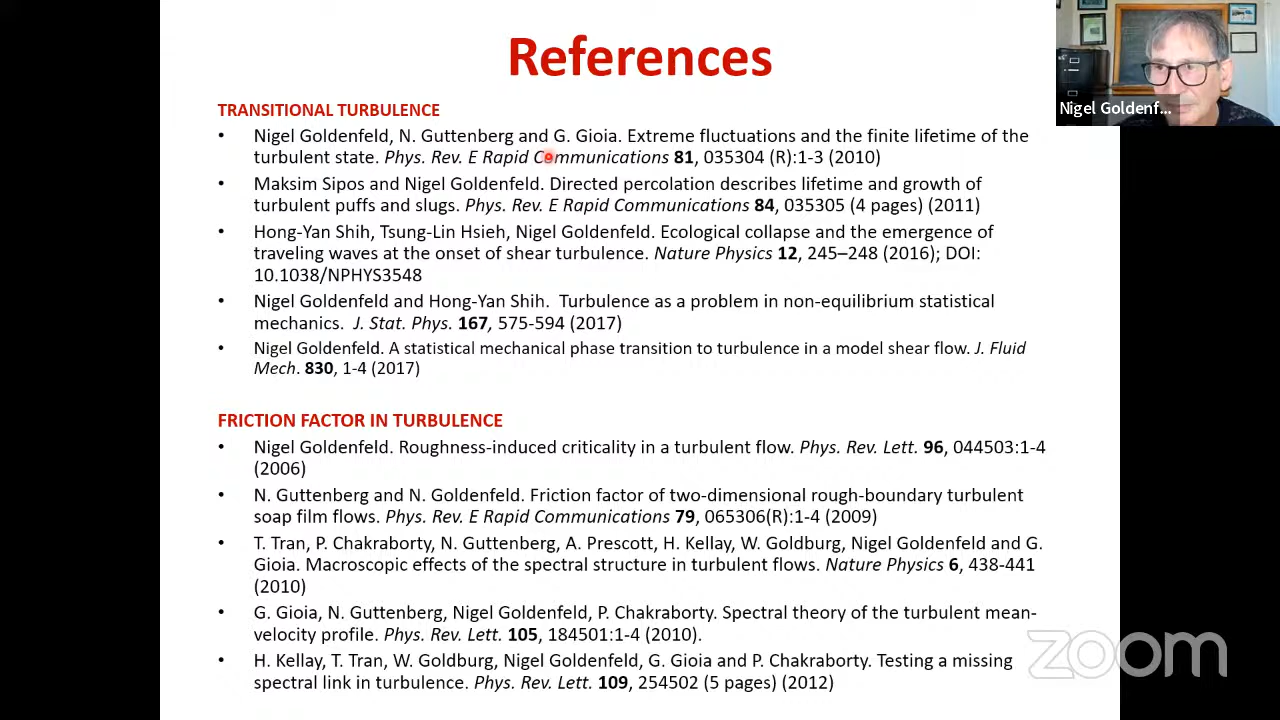 References
Nigel Goldenf...
TRANSITIONAL TURBULENCE
• Nigel Goldenfeld, N. Guttenberg and G. Gioia. Extreme fluctuations and the finite lifetime of the
turbulent state. Phys. Rev. E Rapid Communications 81, 035304 (R):1-3 (2010)
• Maksim Sipos and Nigel Goldenfeld. Directed percolation describes lifetime and growth of
turbulent puffs and slugs. Phys. Rev. E Rapid Communications 84, 035305 (4 pages) (2011)
• Hong-Yan Shih, Tsung-Lin Hsieh, Nigel Goldenfeld. Ecological collapse and the emergence of
traveling waves at the onset of shear turbulence. Nature Physics 12, 245–248 (2016); DOI:
10.1038/NPHYS3548
• Nigel Goldenfeld and Hong-Yan Shih. Turbulence as a problem in non-equilibrium statistical
mechanics. J. Stat. Phys. 167, 575-594 (2017)
• Nigel Goldenfeld. A statistical mechanical phase transition to turbulence in a model shear flow. J. Fluid
Mech. 830, 1-4 (2017)
FRICTION FACTOR IN TURBULENCE
• Nigel Goldenfeld. Roughness-induced criticality in a turbulent flow. Phys. Rev. Lett. 96, 044503:1-4
(2006)
• N. Guttenberg and N. Goldenfeld. Friction factor of two-dimensional rough-boundary turbulent
soap film flows. Phys. Rev. E Rapid Communications 79, 065306(R):1-4 (2009)
• T. Tran, P. Chakraborty, N. Guttenberg, A. Prescott, H. Kellay, W. Goldburg, Nigel Goldenfeld and G.
Gioia. Macroscopic effects of the spectral structure in turbulent flows. Nature Physics 6, 438-441
(2010)
• G. Gioia, N. Guttenberg, Nigel Goldenfeld, P. Chakraborty. Spectral theory of the turbulent mean-
velocity profile. Phys. Rev. Lett. 105, 184501:1-4 (2010).
• H. Kellay, T. Tran, W. Goldburg, Nigel Goldenfeld, G. Gioia and P. Chakraborty. Testing a missing
spectral link in turbulence. Phys. Rev. Lett. 109, 254502 (5 pages) (2012)
zoom